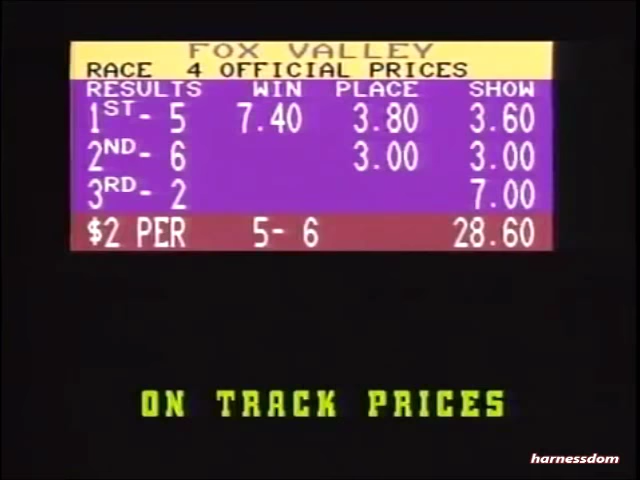 FOX VALLEY
RACE 4 OFFICIAL PRICES
RESULTS WIN PLACE SHOW
1ST- 5 7.40 3.80 3.60
2ND- 6 3.00 3.00
3RD- 2 7.00
$2 PER 5- 6 28.60
ON TRACK PRICES
harnessdom